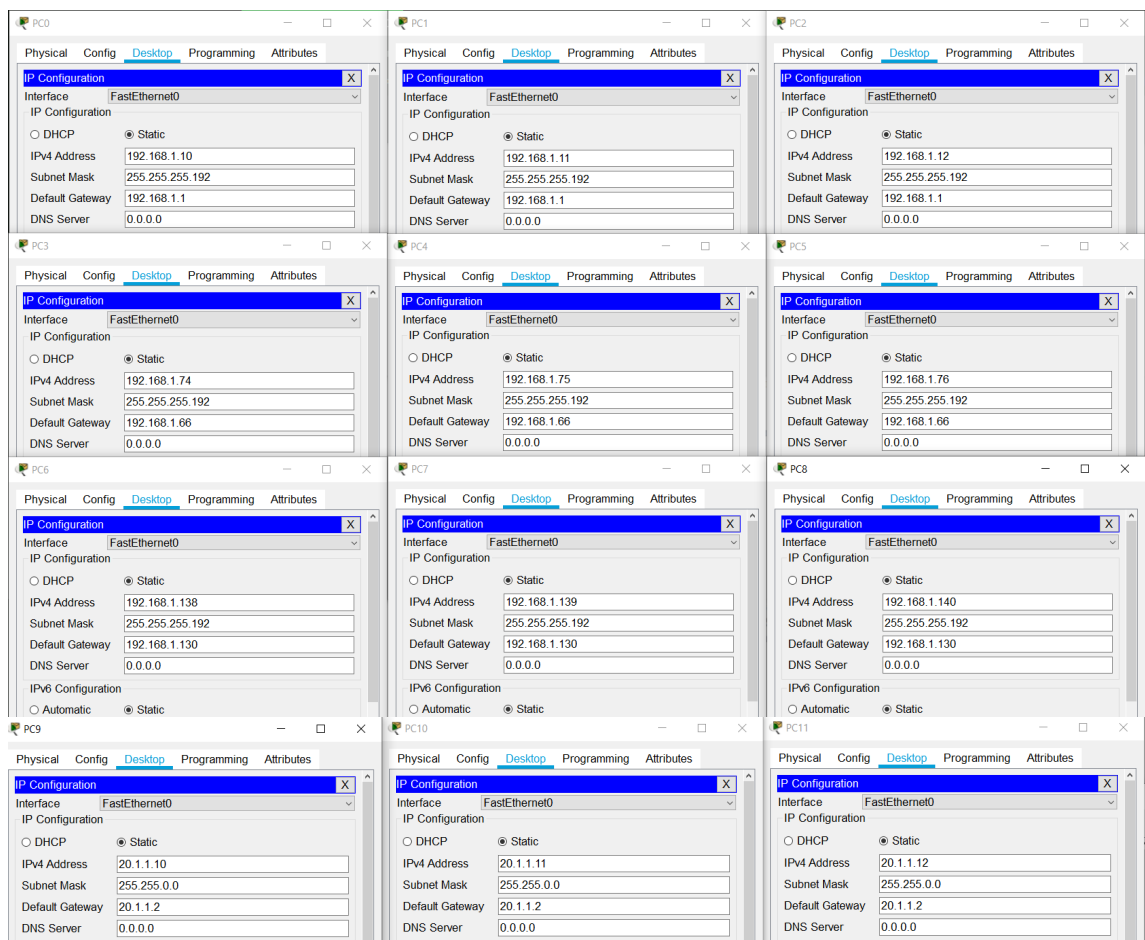 PC0
Physical Config Desktop Programming Attributes
IP Configuration X
Interface FastEthernet0
IP Configuration
DHCP Static
IPv4 Address 192.168.1.10
Subnet Mask 255.255.255.192
Default Gateway 192.168.1.1
DNS Server 0.0.0.0
PC1
Physical Config Desktop Programming Attributes
IP Configuration X
Interface FastEthernet0
IP Configuration
DHCP Static
IPv4 Address 192.168.1.11
Subnet Mask 255.255.255.192
Default Gateway 192.168.1.1
DNS Server 0.0.0.0
PC2
Physical Config Desktop Programming Attributes
IP Configuration X
Interface FastEthernet0
IP Configuration
DHCP Static
IPv4 Address 192.168.1.12
Subnet Mask 255.255.255.192
Default Gateway 192.168.1.1
DNS Server 0.0.0.0
PC3
Physical Config Desktop Programming Attributes
IP Configuration X
Interface FastEthernet0
IP Configuration
DHCP Static
IPv4 Address 192.168.1.74
Subnet Mask 255.255.255.192
Default Gateway 192.168.1.66
DNS Server 0.0.0.0
PC4
Physical Config Desktop Programming Attributes
IP Configuration X
Interface FastEthernet0
IP Configuration
DHCP Static
IPv4 Address 192.168.1.75
Subnet Mask 255.255.255.192
Default Gateway 192.168.1.66
DNS Server 0.0.0.0
PC5
Physical Config Desktop Programming Attributes
IP Configuration X
Interface FastEthernet0
IP Configuration
DHCP Static
IPv4 Address 192.168.1.76
Subnet Mask 255.255.255.192
Default Gateway 192.168.1.66
DNS Server 0.0.0.0
PC6
Physical Config Desktop Programming Attributes
IP Configuration X
Interface FastEthernet0
IP Configuration
DHCP Static
IPv4 Address 192.168.1.138
Subnet Mask 255.255.255.192
Default Gateway 192.168.1.130
DNS Server 0.0.0.0
IPv6 Configuration
Automatic Static
PC7
Physical Config Desktop Programming Attributes
IP Configuration X
Interface FastEthernet0
IP Configuration
DHCP Static
IPv4 Address 192.168.1.139
Subnet Mask 255.255.255.192
Default Gateway 192.168.1.130
DNS Server 0.0.0.0
IPv6 Configuration
Automatic Static
PC8
Physical Config Desktop Programming Attributes
IP Configuration X
Interface FastEthernet0
IP Configuration
DHCP Static
IPv4 Address 192.168.1.140
Subnet Mask 255.255.255.192
Default Gateway 192.168.1.130
DNS Server 0.0.0.0
IPv6 Configuration
Automatic Static
PC9
Physical Config Desktop Programming Attributes
IP Configuration X
Interface FastEthernet0
IP Configuration
DHCP Static
IPv4 Address 20.1.1.10
Subnet Mask 255.255.0.0
Default Gateway 20.1.1.2
DNS Server 0.0.0.0
PC10
Physical Config Desktop Programming Attributes
IP Configuration X
Interface FastEthernet0
IP Configuration
DHCP Static
IPv4 Address 20.1.1.11
Subnet Mask 255.255.0.0
Default Gateway 20.1.1.2
DNS Server 0.0.0.0
PC11
Physical Config Desktop Programming Attributes
IP Configuration X
Interface FastEthernet0
IP Configuration
DHCP Static
IPv4 Address 20.1.1.12
Subnet Mask 255.255.0.0
Default Gateway 20.1.1.2
DNS Server 0.0.0.0